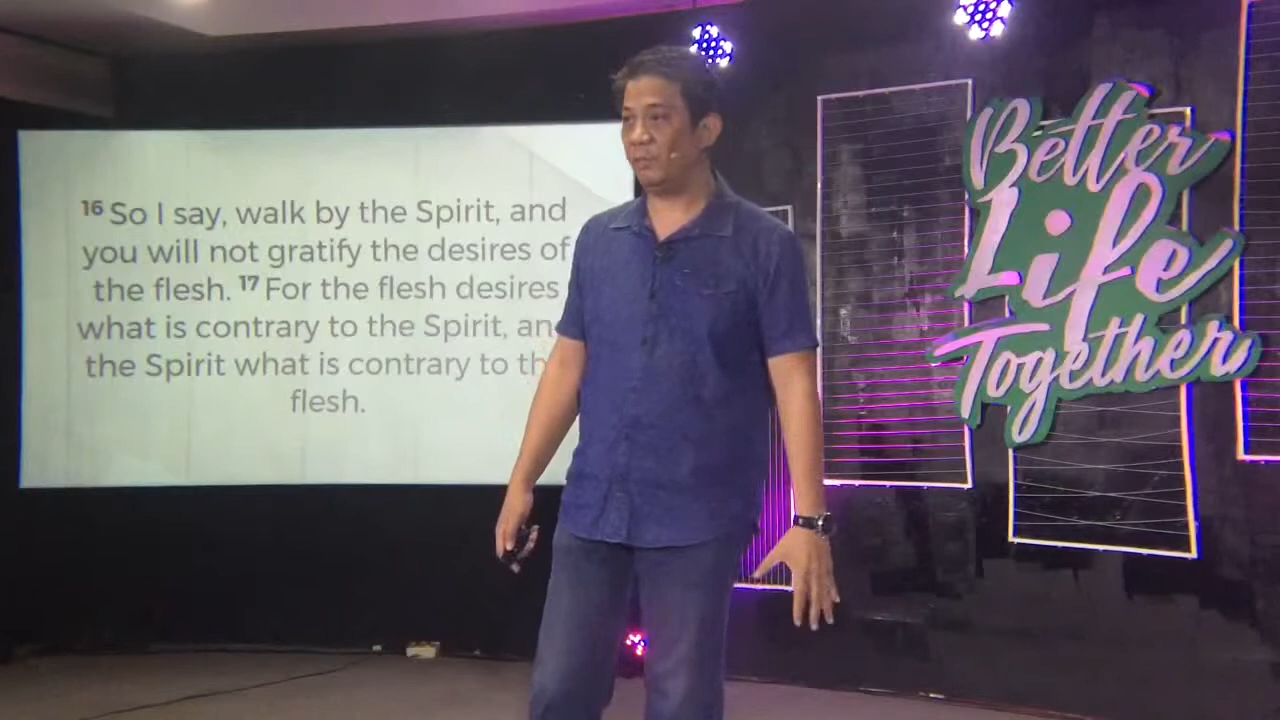 16 So I say, walk by the Spirit, and
you will not gratify the desires of
the flesh. 17 For the flesh desires
what is contrary to the Spirit, an
the Spirit what is contrary to th
flesh.
Better
Life
Together